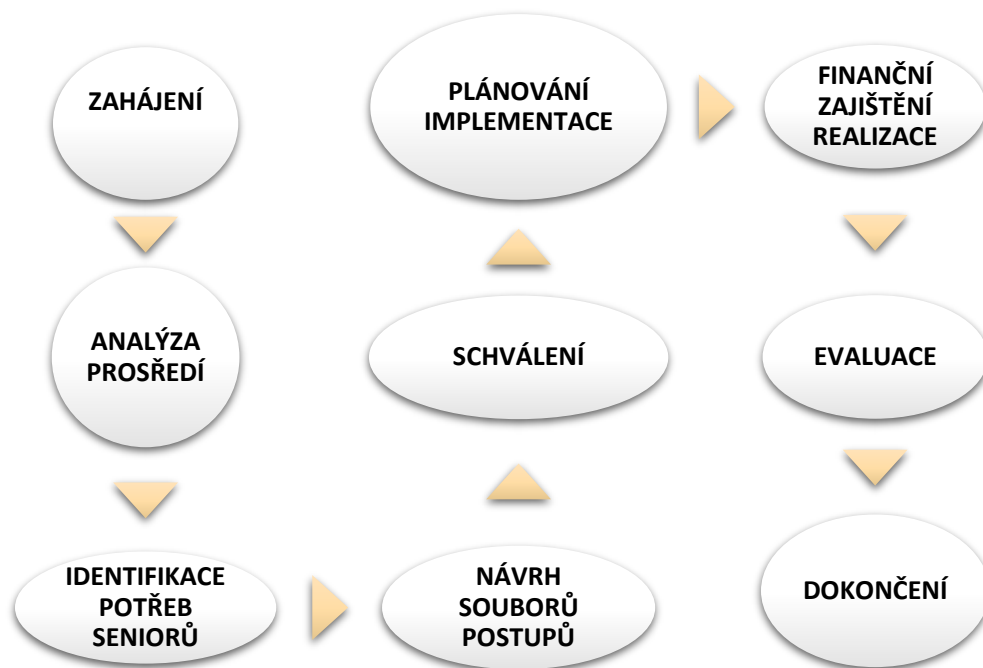 ZAHÁJENÍ
ANALÝZA
PROSŘEDÍ
IDENTIFIKACE
POTŘEB
SENIORŮ
NÁVRH
SOUBORŮ
POSTUPŮ
SCHVÁLENÍ
PLÁNOVÁNÍ
IMPLEMENTACE
FINANČNÍ
ZAJIŠTĚNÍ
REALIZACE
EVALUACE
DOKONČENÍ